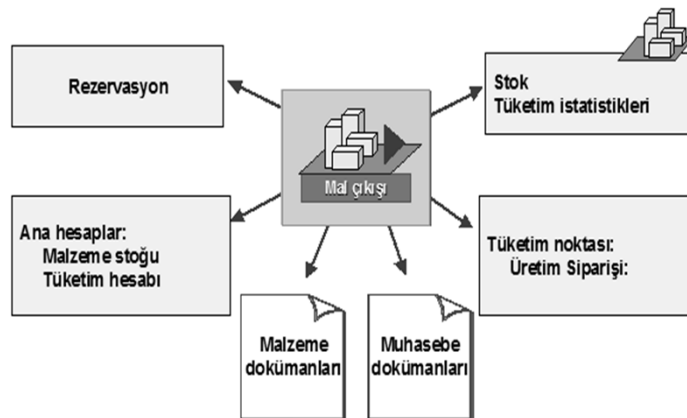 Rezervasyon
Stok
Tüketim istatistikleri
Mal çıkışı
Ana hesaplar:
Malzeme stoğu
Tüketim hesabı
Tüketim noktası:
Üretim Siparişi:
Malzeme
dokümanları
Muhasebe
dokümanları